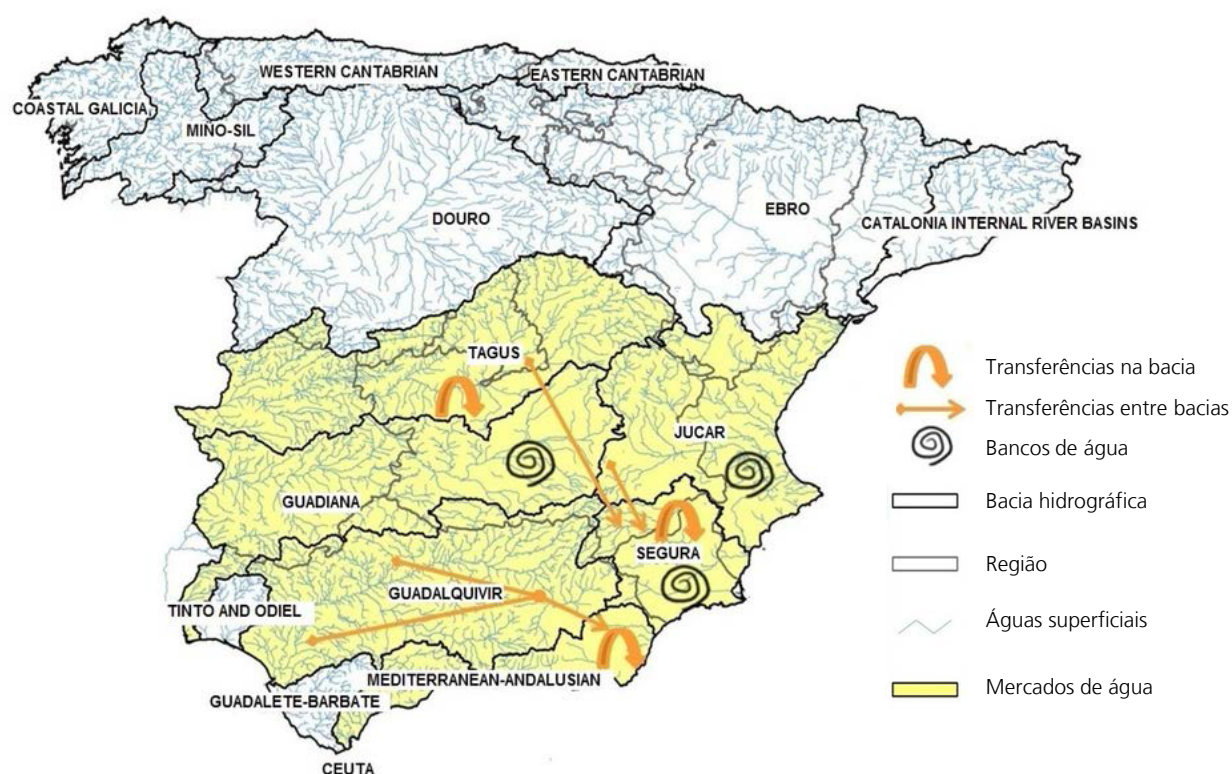 WESTERN CANTABRIAN
EASTERN CANTABRIAN
COASTAL GALICIA
MINO-SIL
DOURO
EBRO
CATALONIA INTERNAL RIVER BASINS
TAGUS
JUCAR
GUADIANA
SEGURA
GUADALQUIVIR
TINTO AND ODIEL
MEDITERRANEAN-ANDALUSIAN
GUADALETE-BARBATE
CEUTA
Transferências na bacia
Transferências entre bacias
Bancos de água
Bacia hidrográfica
Região
Águas superficiais
Mercados de água